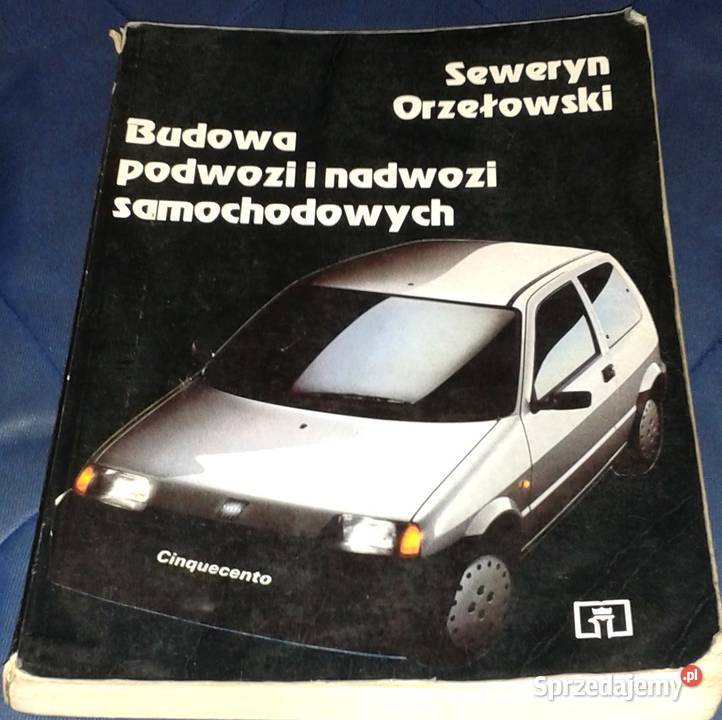 Seweryn
Orzełowski
Budowa
podwozi i nadwozi
samochodowych
Cinquecento
Sprzedajemy.pl